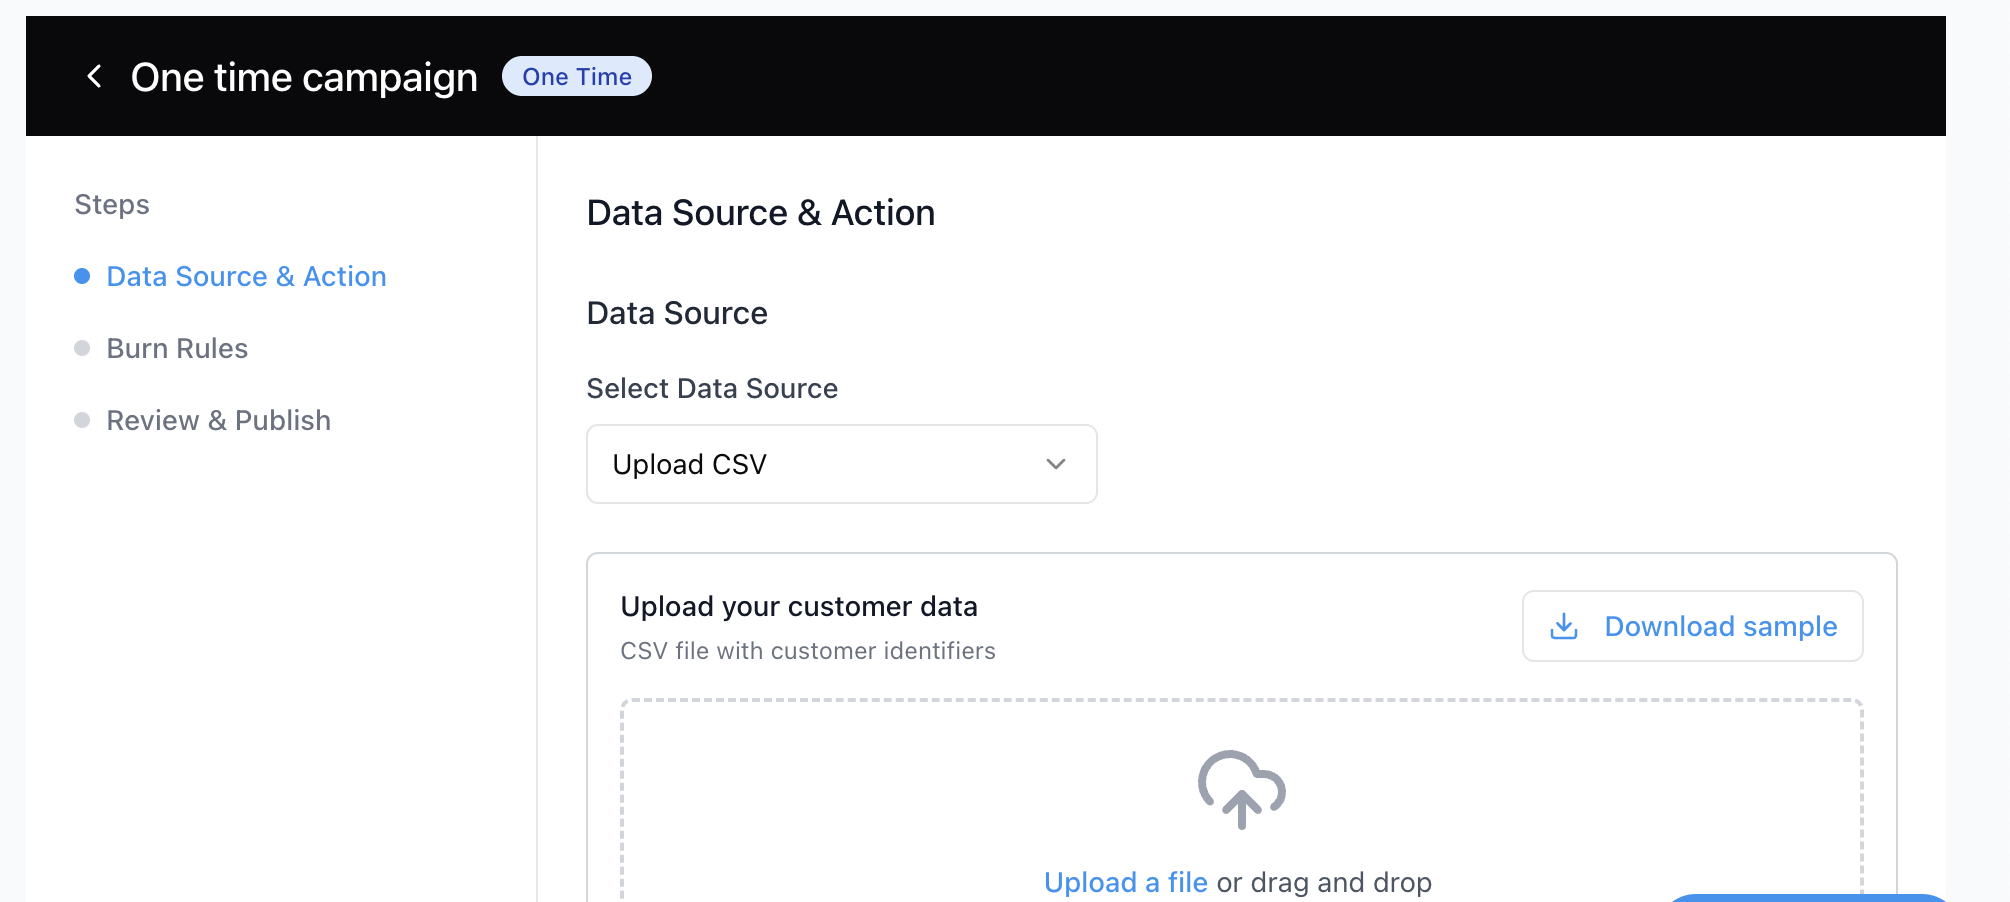 One time campaign
One Time
Steps
Data Source & Action
Burn Rules
Review & Publish
Data Source & Action
Data Source
Select Data Source
Upload CSV
Upload your customer data
CSV file with customer identifiers
Download sample
Upload a file or drag and drop